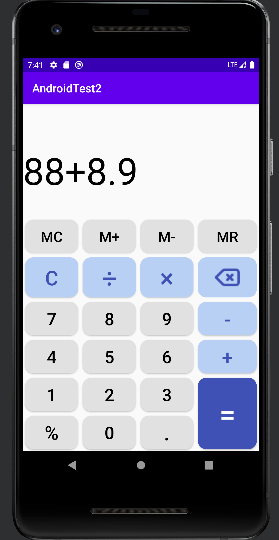 7:41 LTE
AndroidTest2
88+8.9
MC M+ M- MR
C ÷ ×
7 8 9 -
4 5 6 +
1 2 3 =
% 0 .